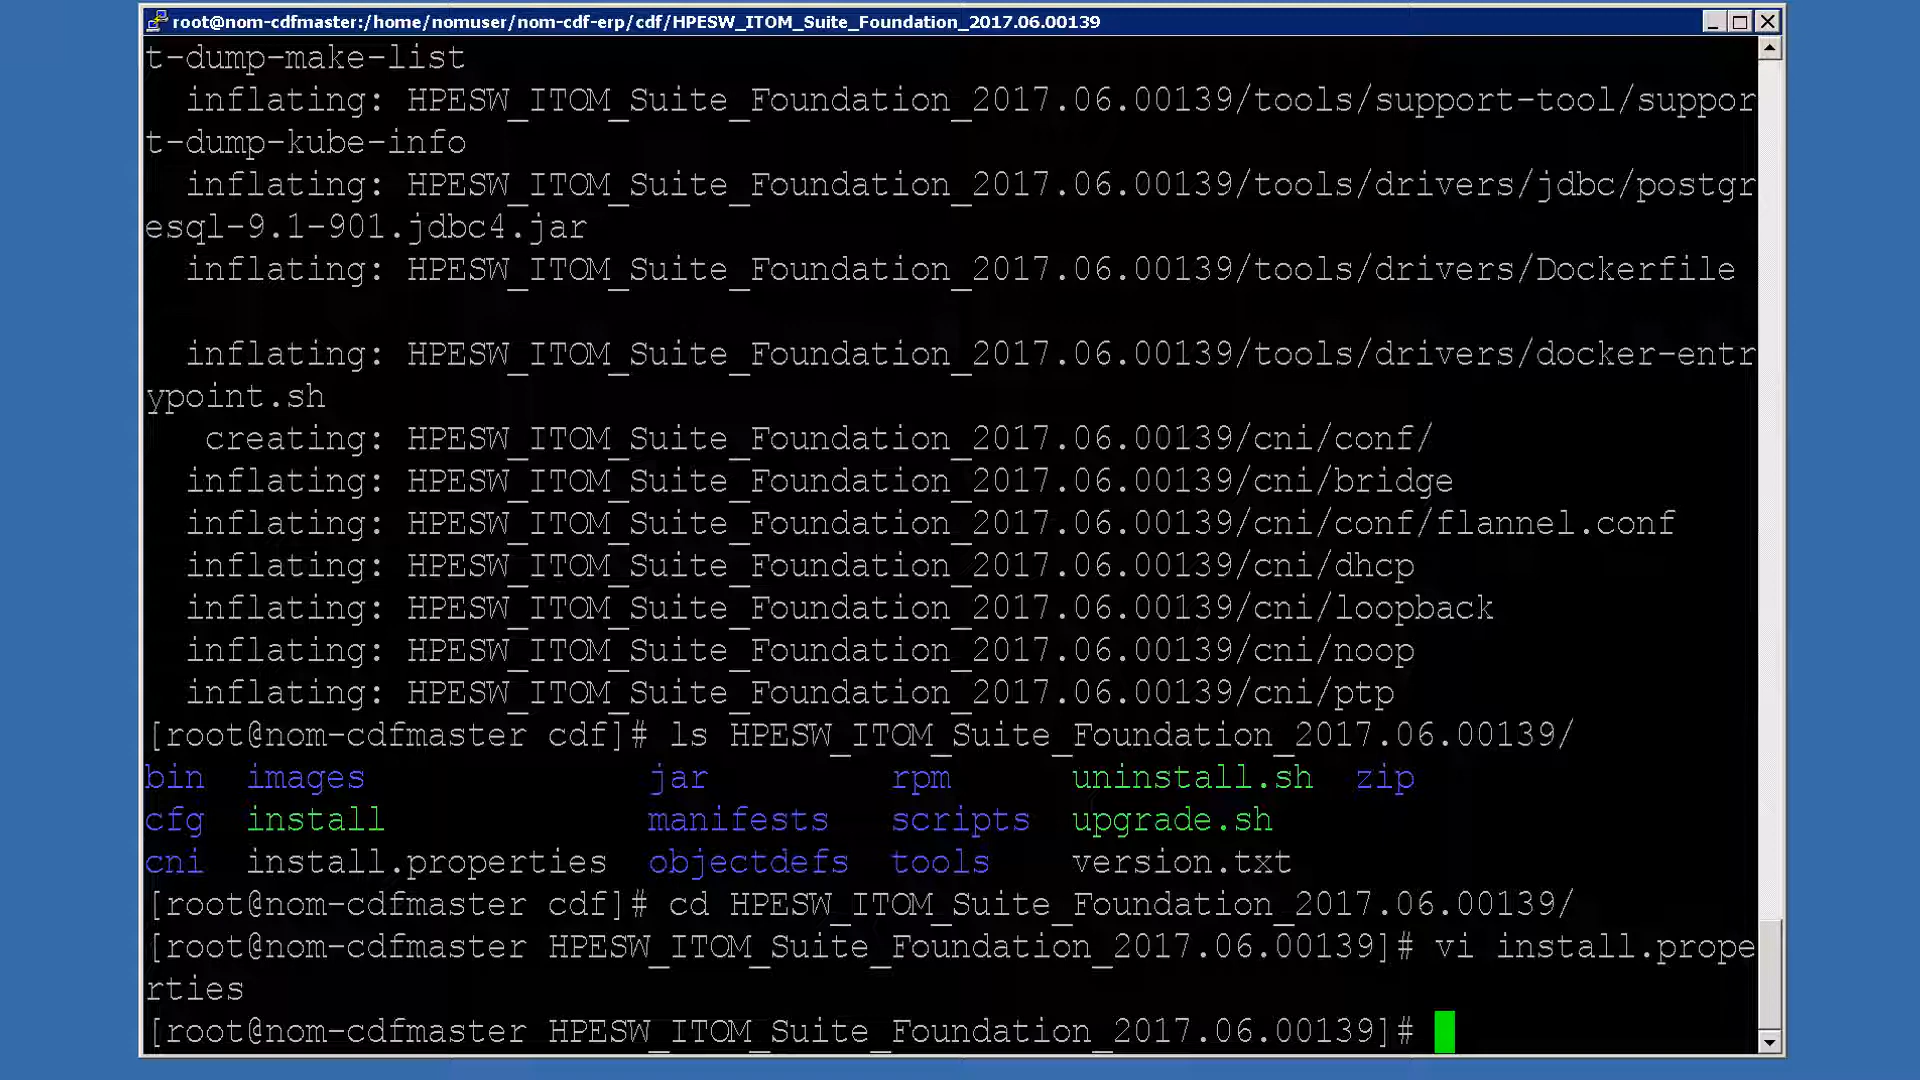 root@nom-cdfmaster:/home/nomuser/nom-cdf-erp/cdf/HPESW_ITOM_Suite_Foundation_2017.06.00139
t-dump-make-list
  inflating: HPESW_ITOM_Suite_Foundation_2017.06.00139/tools/support-tool/suppor
t-dump-kube-info
  inflating: HPESW_ITOM_Suite_Foundation_2017.06.00139/tools/drivers/jdbc/postgr
esql-9.1-901.jdbc4.jar
  inflating: HPESW_ITOM_Suite_Foundation_2017.06.00139/tools/drivers/Dockerfile
  inflating: HPESW_ITOM_Suite_Foundation_2017.06.00139/tools/drivers/docker-entr
ypoint.sh
   creating: HPESW_ITOM_Suite_Foundation_2017.06.00139/cni/conf/
  inflating: HPESW_ITOM_Suite_Foundation_2017.06.00139/cni/bridge
  inflating: HPESW_ITOM_Suite_Foundation_2017.06.00139/cni/conf/flannel.conf
  inflating: HPESW_ITOM_Suite_Foundation_2017.06.00139/cni/dhcp
  inflating: HPESW_ITOM_Suite_Foundation_2017.06.00139/cni/loopback
  inflating: HPESW_ITOM_Suite_Foundation_2017.06.00139/cni/noop
  inflating: HPESW_ITOM_Suite_Foundation_2017.06.00139/cni/ptp
[root@nom-cdfmaster cdf]# ls HPESW_ITOM_Suite_Foundation_2017.06.00139/
bin  images              jar         rpm      uninstall.sh  zip
cfg  install             manifests   scripts  upgrade.sh
cni  install.properties  objectdefs  tools    version.txt
[root@nom-cdfmaster cdf]# cd HPESW_ITOM_Suite_Foundation_2017.06.00139/
[root@nom-cdfmaster HPESW_ITOM_Suite_Foundation_2017.06.00139]# vi install.prope
rties
[root@nom-cdfmaster HPESW_ITOM_Suite_Foundation_2017.06.00139]#